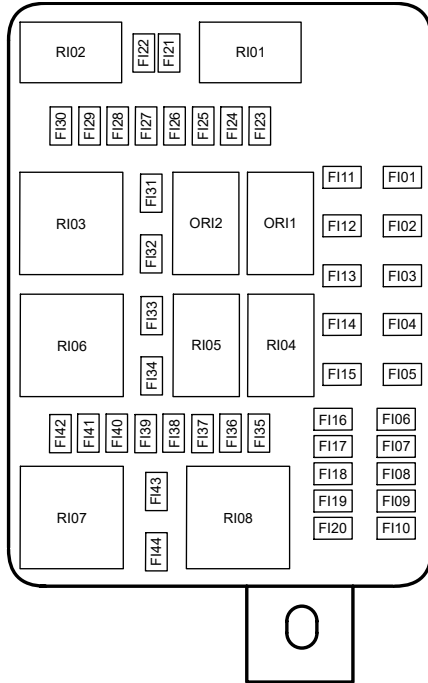 RI02 FI22 FI21 RI01
FI30 FI29 FI28 FI27 FI26 FI25 FI24 FI23
FI11 FI01
FI31
RI03 ORI2 ORI1 FI12 FI02
FI32
FI13 FI03
FI33
FI14 FI04
RI06 RI05 RI04
FI34 FI15 FI05
FI42 FI41 FI40 FI39 FI38 FI37 FI36 FI35
FI16 FI06
FI17 FI07
FI18 FI08
FI43
FI19 FI09
RI07 RI08
FI20 FI10
FI44